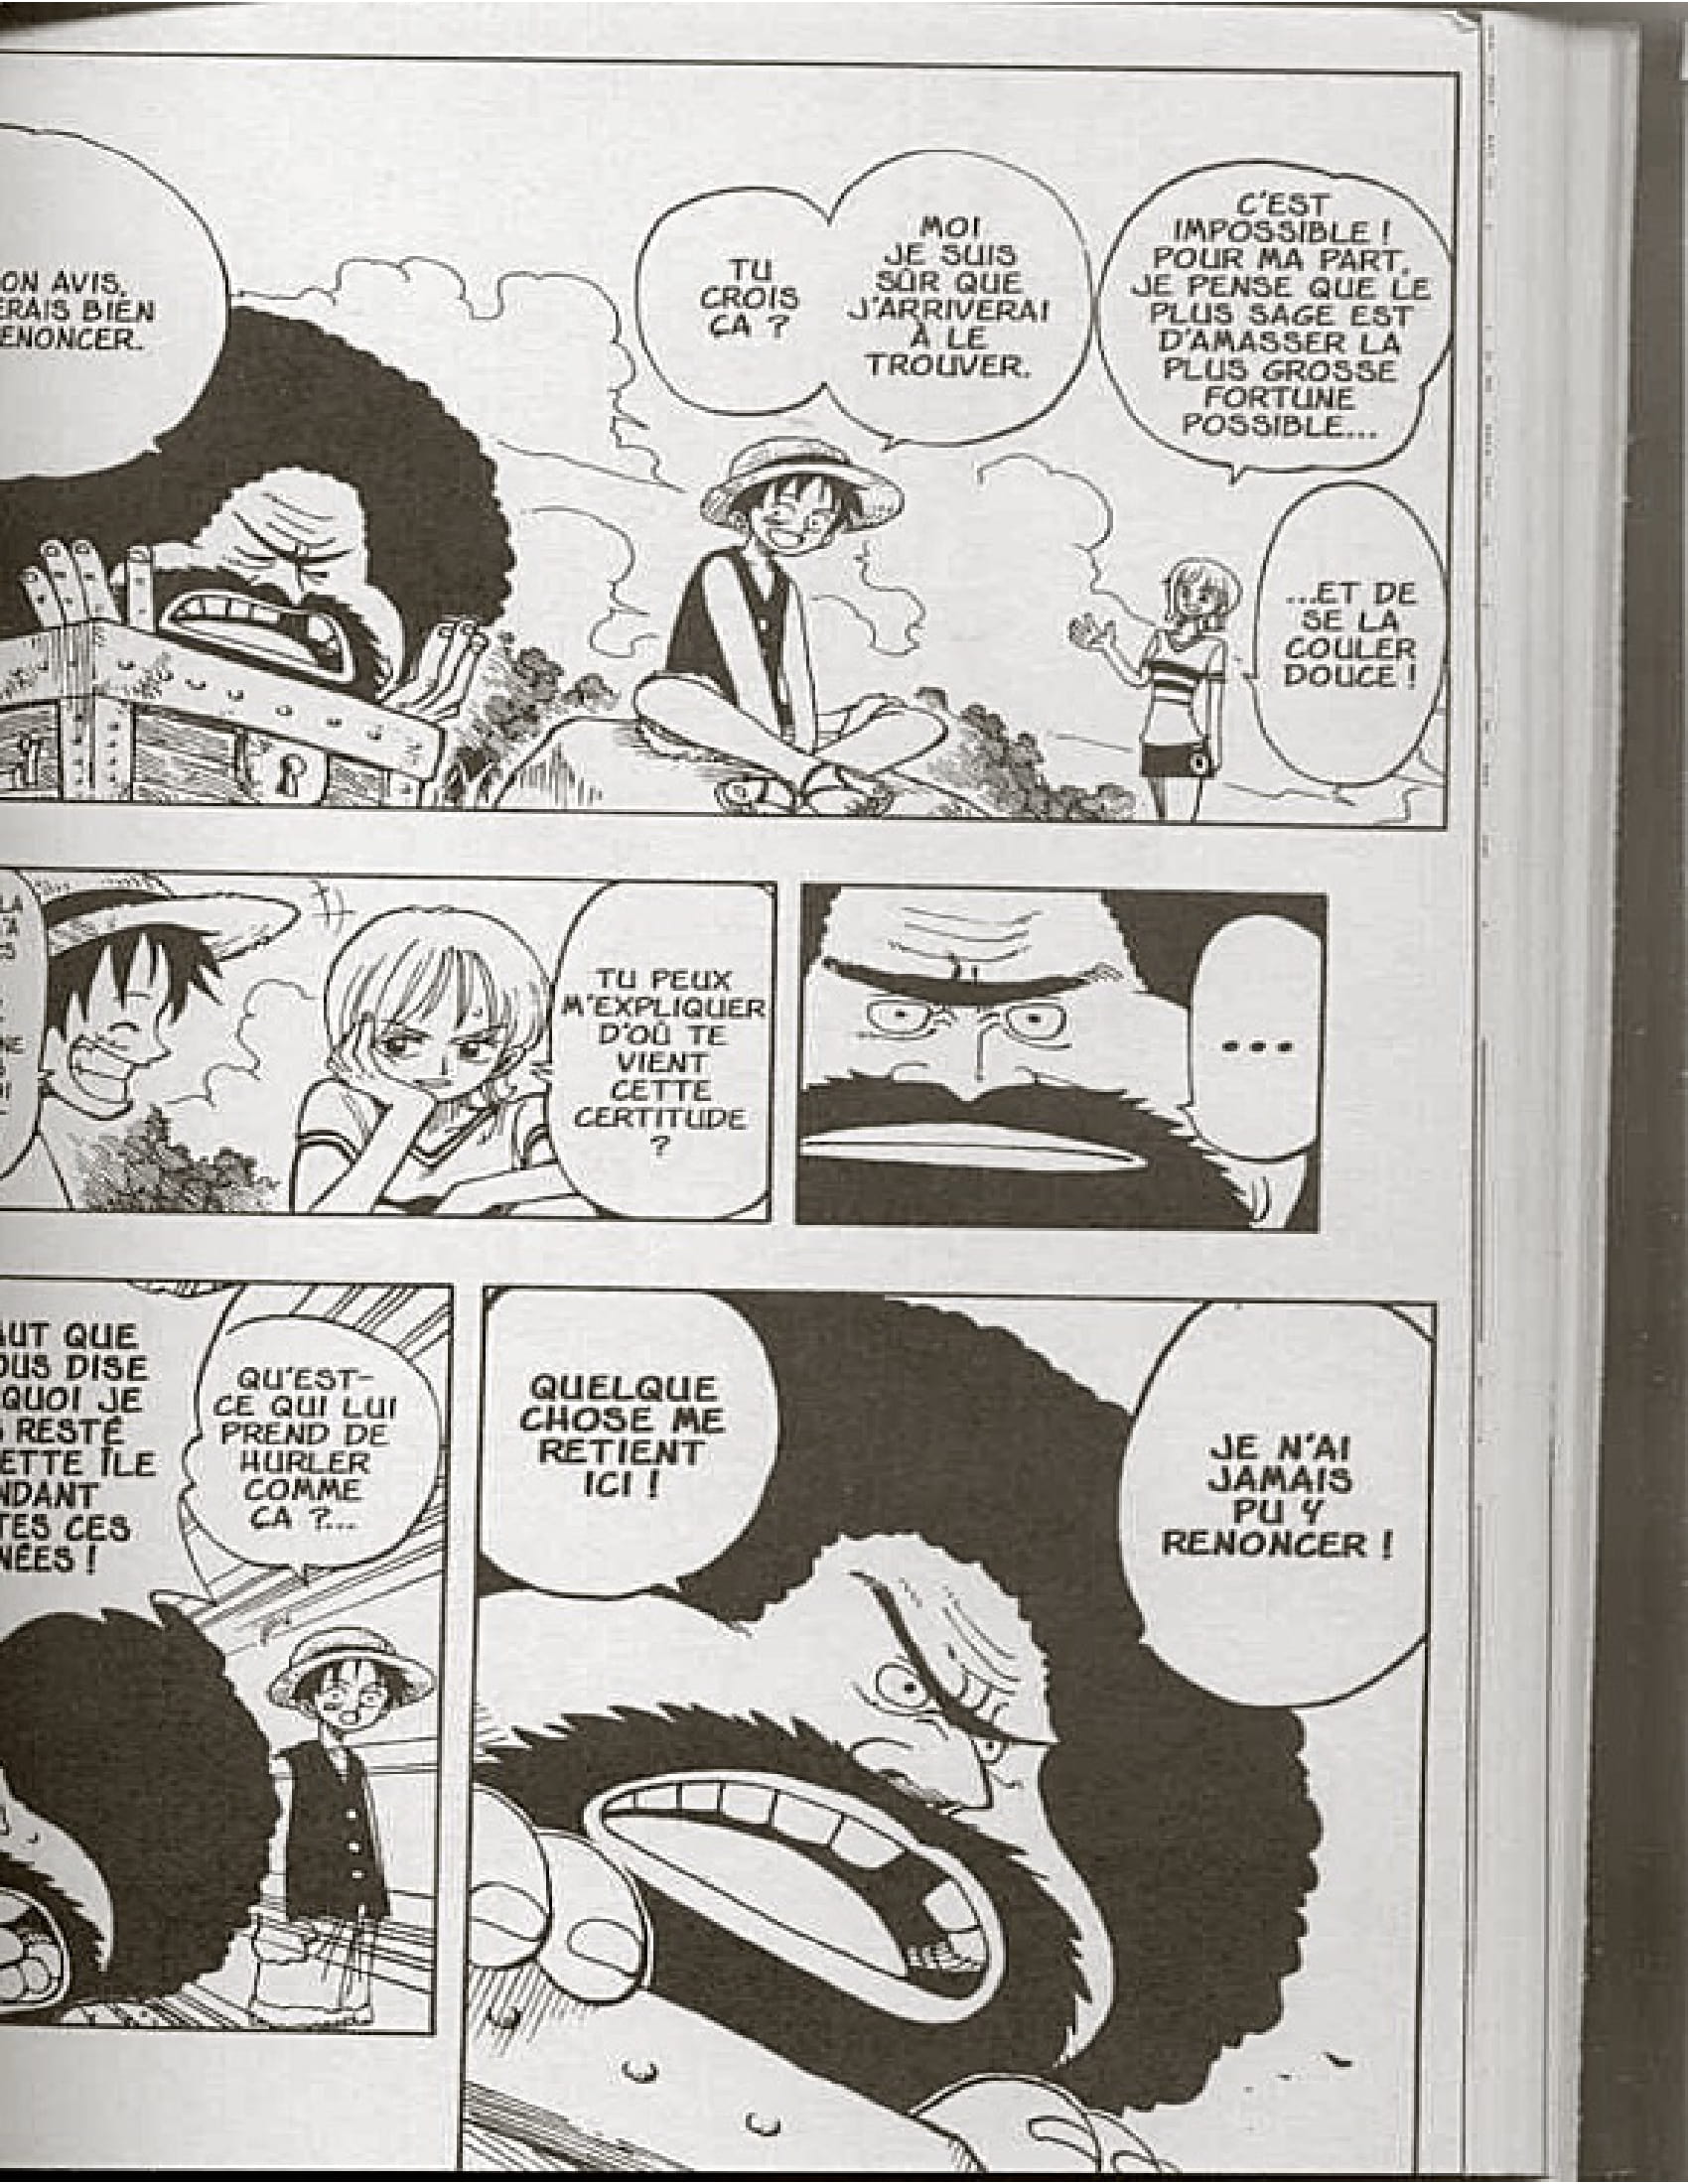 C'EST
IMPOSSIBLE !
POUR MA PART,
JE PENSE QUE LE
PLUS SAGE EST
D'AMASSER LA
PLUS GROSSE
FORTUNE
POSSIBLE...
...ET DE
SE LA
COULER
DOUCE !
MOI
JE SUIS
SÛR QUE
J'ARRIVERAI
À LE
TROUVER.
TU
CROIS
ÇA ?
ON AVIS,
ERAIS BIEN
ENONCER.
...
TU PEUX
M'EXPLIQUER
D'OÙ TE
VIENT
CETTE
CERTITUDE
?
JE N'AI
JAMAIS
PU Y
RENONCER !
QUELQUE
CHOSE ME
RETIENT
ICI !
QU'EST-
CE QUI LUI
PREND DE
HURLER
COMME
ÇA ?...
AUT QUE
OUS DISE
QUOI JE
S RESTÉ
ETTE ÎLE
NDANT
TES CES
NÉES !